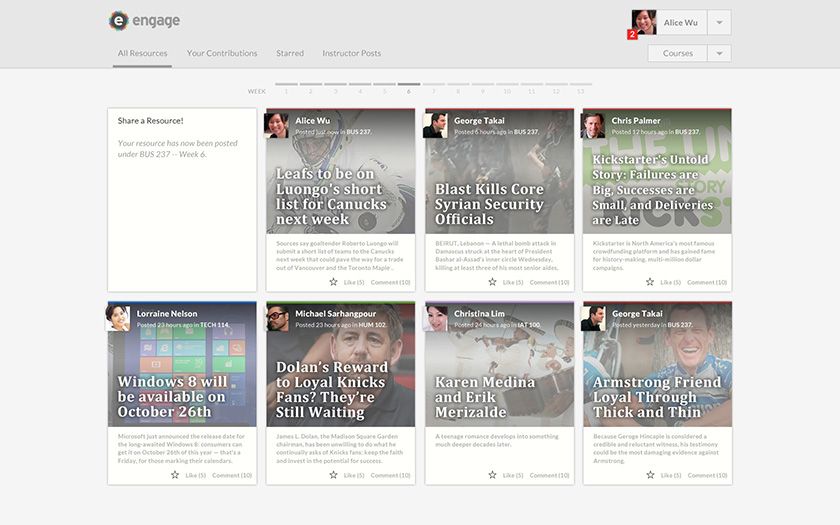 e engage
Alice Wu
2
All Resources Your Contributions Starred Instructor Posts
Courses
WEEK 1 2 3 4 5 6 7 8 9 10 11 12 13
Share a Resource!
Your resource has now been posted
under BUS 237 -- Week 6.
Alice Wu
Posted Just now in BUS 237.
Leafs to be on
Luongo's short
list for Canucks
next week
Sources say goaltender Roberto Luongo will
submit a short list of teams to the Canucks
next week that could pave the way for a trade
out of Vancouver and the Toronto Maple ..
Like (5) Comment (10)
George Takai
Posted 6 hours ago in BUS 237.
Blast Kills Core
Syrian Security
Officials
BEIRUT, Lebanon — A lethal bomb attack in
Damascus struck at the heart of President
Bashar al-Assad's inner circle Wednesday,
killing at least three of his most senior aides,
Like (5) Comment (10)
Chris Palmer
Posted 12 hours ago in BUS 237.
Kickstarter's Untold
Story: Failures are
Big, Successes are
Small, and Deliveries
are Late
Kickstarter is North America's most famous
crowdfunding platform and has gained fame
for history-making, multi-million dollar
campaigns.
Like (5) Comment (10)
Lorraine Nelson
Posted 23 hours ago in TECH 114.
Windows 8 will
be available on
October 26th
Microsoft just announced the release date for
the long-awaited Windows 8: consumers can
get it on October 26th of this year — that's a
Friday, for those marking their calendars.
Like (5) Comment (10)
Michael Sarhangpour
Posted 23 hours ago in HUM 102.
Dolan's Reward
to Loyal Knicks
Fans? They're
Still Waiting
James L. Dolan, the Madison Square Garden
chairman, has been unwilling to do what he
continually asks of Knicks fans: keep the faith
and invest in the potential for success.
Like (5) Comment (10)
Christina Lim
Posted 24 hours ago in IAT 100.
Karen Medina
and Erik
Merizalde
A teenage romance develops into something
much deeper decades later.
Like (5) Comment (10)
George Takai
Posted yesterday in BUS 237.
Armstrong Friend
Loyal Through
Thick and Thin
Because Geroge Hincapie is considered a
credible and reluctant witness, his testimony
could be the most damaging evidence against
Armstrong.
Like (5) Comment (10)